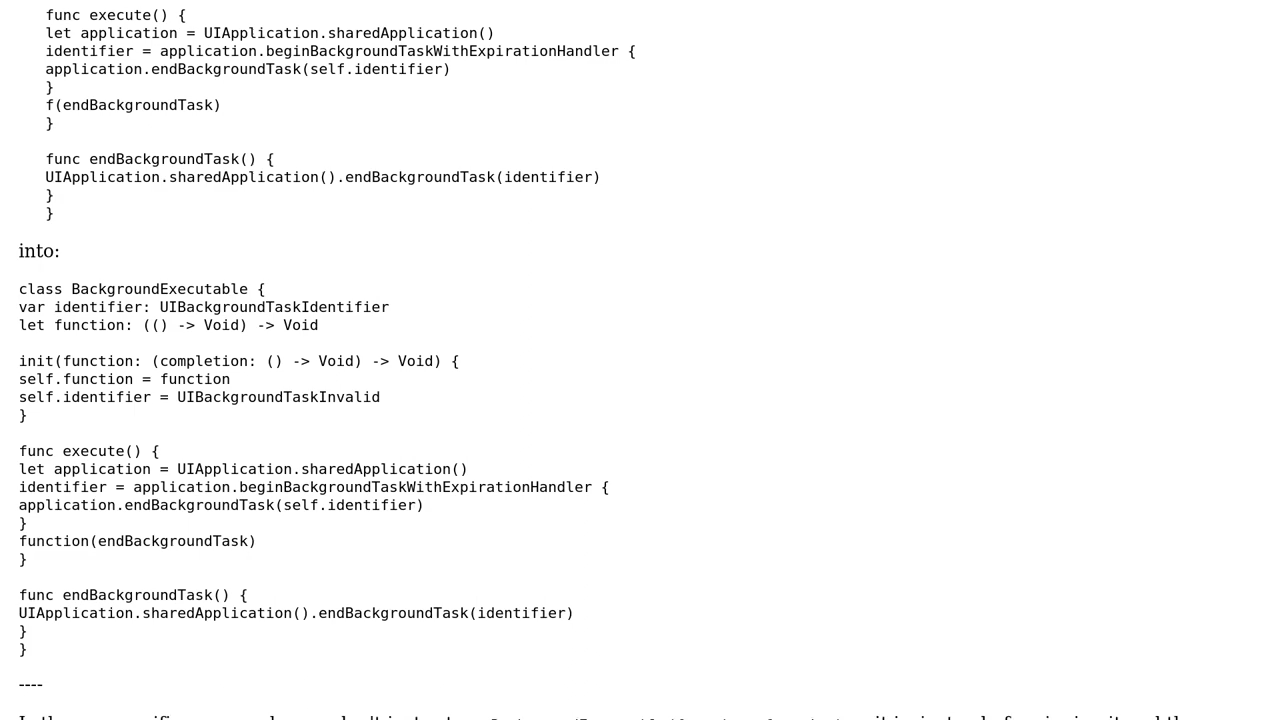 func execute() {
let application = UIApplication.sharedApplication()
identifier = application.beginBackgroundTaskWithExpirationHandler {
application.endBackgroundTask(self.identifier)
}
f(endBackgroundTask)
}
func endBackgroundTask() {
UIApplication.sharedApplication().endBackgroundTask(identifier)
}
}
into:
class BackgroundExecutable {
var identifier: UIBackgroundTaskIdentifier
let function: (() -> Void) -> Void
init(function: (completion: () -> Void) -> Void) {
self.function = function
self.identifier = UIBackgroundTaskInvalid
}
func execute() {
let application = UIApplication.sharedApplication()
identifier = application.beginBackgroundTaskWithExpirationHandler {
application.endBackgroundTask(self.identifier)
}
function(endBackgroundTask)
}
func endBackgroundTask() {
UIApplication.sharedApplication().endBackgroundTask(identifier)
}
}
----